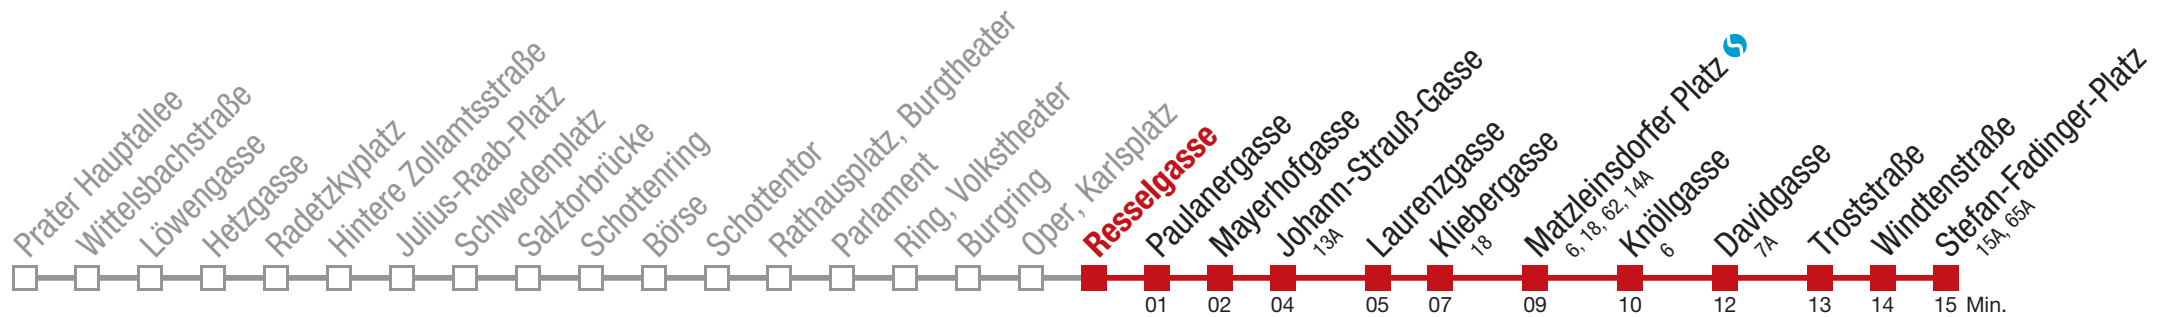 Prater Hauptallee
Wittelsbachstraße
Löwengasse
Hetzgasse
Radetzkyplatz
Hintere Zollamtsstraße
Julius-Raab-Platz
Schwedenplatz
Salztorbrücke
Schottenring
Börse
Schottentor
Rathausplatz, Burgtheater
Parlament
Ring, Volkstheater
Burgring
Oper, Karlsplatz
Resselgasse
Paulanergasse
Mayerhofgasse
Johann-Strauß-Gasse
13A
Laurenzgasse
Kliebergasse
18
Matzleinsdorfer Platz
6, 18, 62, 14A
Knöllgasse
6
Davidgasse
7A
Troststraße
Windtenstraße
Stefan-Fadinger-Platz
15A, 65A
01 02 04 05 07 09 10 12 13 14 15 Min.